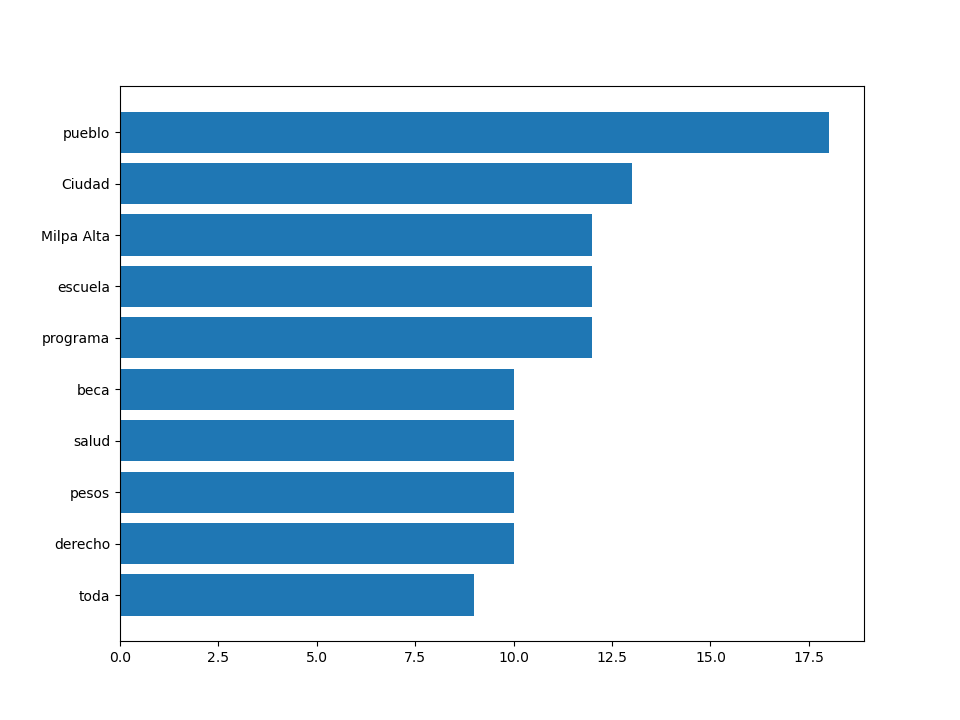 pueblo
Ciudad
Milpa Alta
escuela
programa
beca
salud
pesos
derecho
toda
0.0 2.5 5.0 7.5 10.0 12.5 15.0 17.5